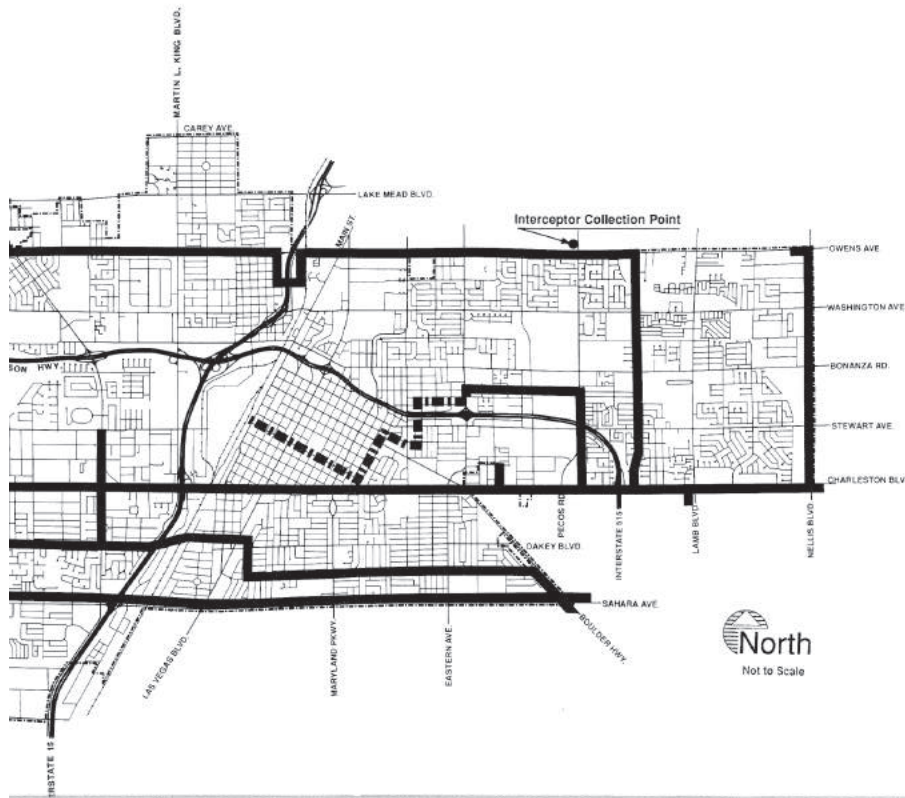 MARTIN L. KING BLVD.
CAREY AVE.
LAKE MEAD BLVD.
MAIN ST.
Interceptor Collection Point
OWENS AVE.
WASHINGTON AVE
BONANZA RD.
SON HWY.
STEWART AVE.
CHARLESTON BLV
PECOS RD
OAKEY BLVD.
INTERSTATE 515
LAMB BLVD
NELLIS BLVD.
SAHARA AVE.
BOULDER HWY.
LAS VEGAS BLVD.
MARYLAND PKWY
EASTERN AVE.
North
Not to Scale
RSTATE 15